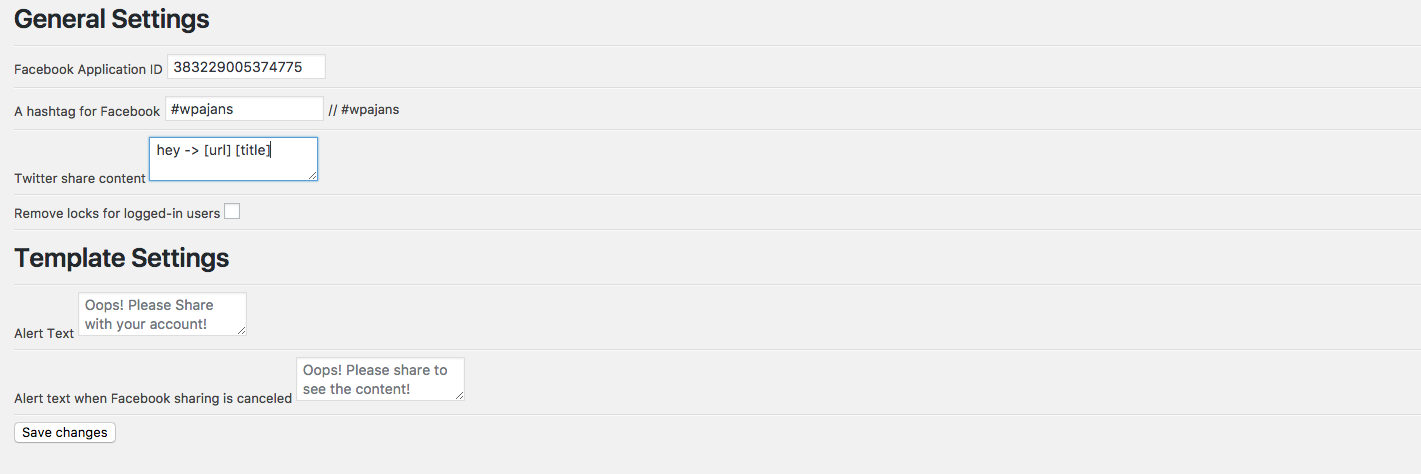 General Settings
Facebook Application ID 383229005374775
A hashtag for Facebook #wpajans // #wpajans
hey -> [url] [title]
Twitter share content
Remove locks for logged-in users
Template Settings
Oops! Please Share
with your account!
Alert Text
Oops! Please share to
see the content!
Alert text when Facebook sharing is canceled
Save changes